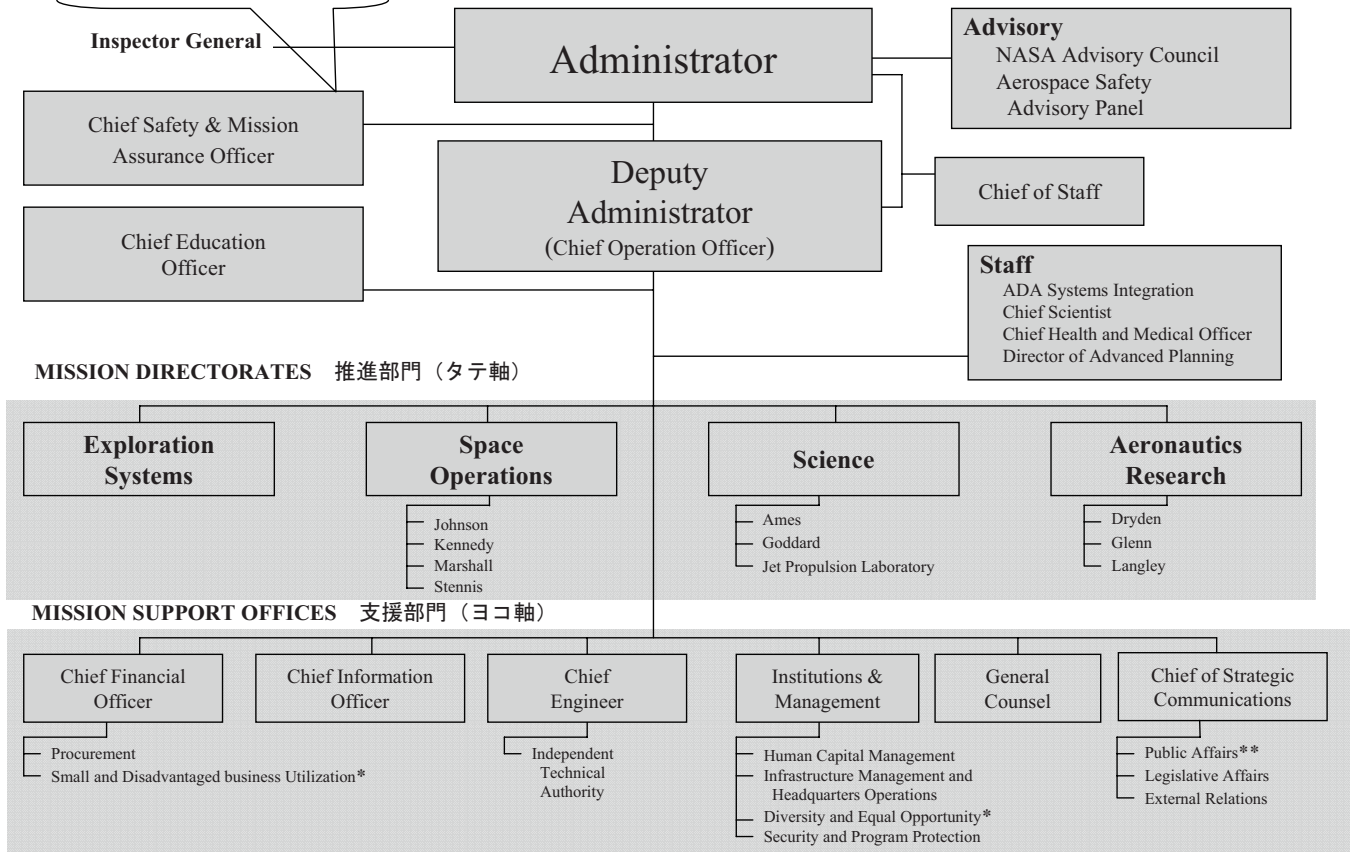 Inspector General
Administrator
Advisory
NASA Advisory Council
Aerospace Safety
Advisory Panel
Chief Safety & Mission
Assurance Officer
Deputy
Administrator
(Chief Operation Officer)
Chief of Staff
Chief Education
Officer
Staff
ADA Systems Integration
Chief Scientist
Chief Health and Medical Officer
Director of Advanced Planning
MISSION DIRECTORATES 推進部門（タテ軸）
Exploration
Systems
Space
Operations
Johnson
Kennedy
Marshall
Stennis
Science
Ames
Goddard
Jet Propulsion Laboratory
Aeronautics
Research
Dryden
Glenn
Langley
MISSION SUPPORT OFFICES 支援部門（ヨコ軸）
Chief Financial
Officer
Procurement
Small and Disadvantaged business Utilization*
Chief Information
Officer
Chief
Engineer
Independent
Technical
Authority
Institutions &
Management
Human Capital Management
Infrastructure Management and
Headquarters Operations
Diversity and Equal Opportunity*
Security and Program Protection
General
Counsel
Chief of Strategic
Communications
Public Affairs**
Legislative Affairs
External Relations